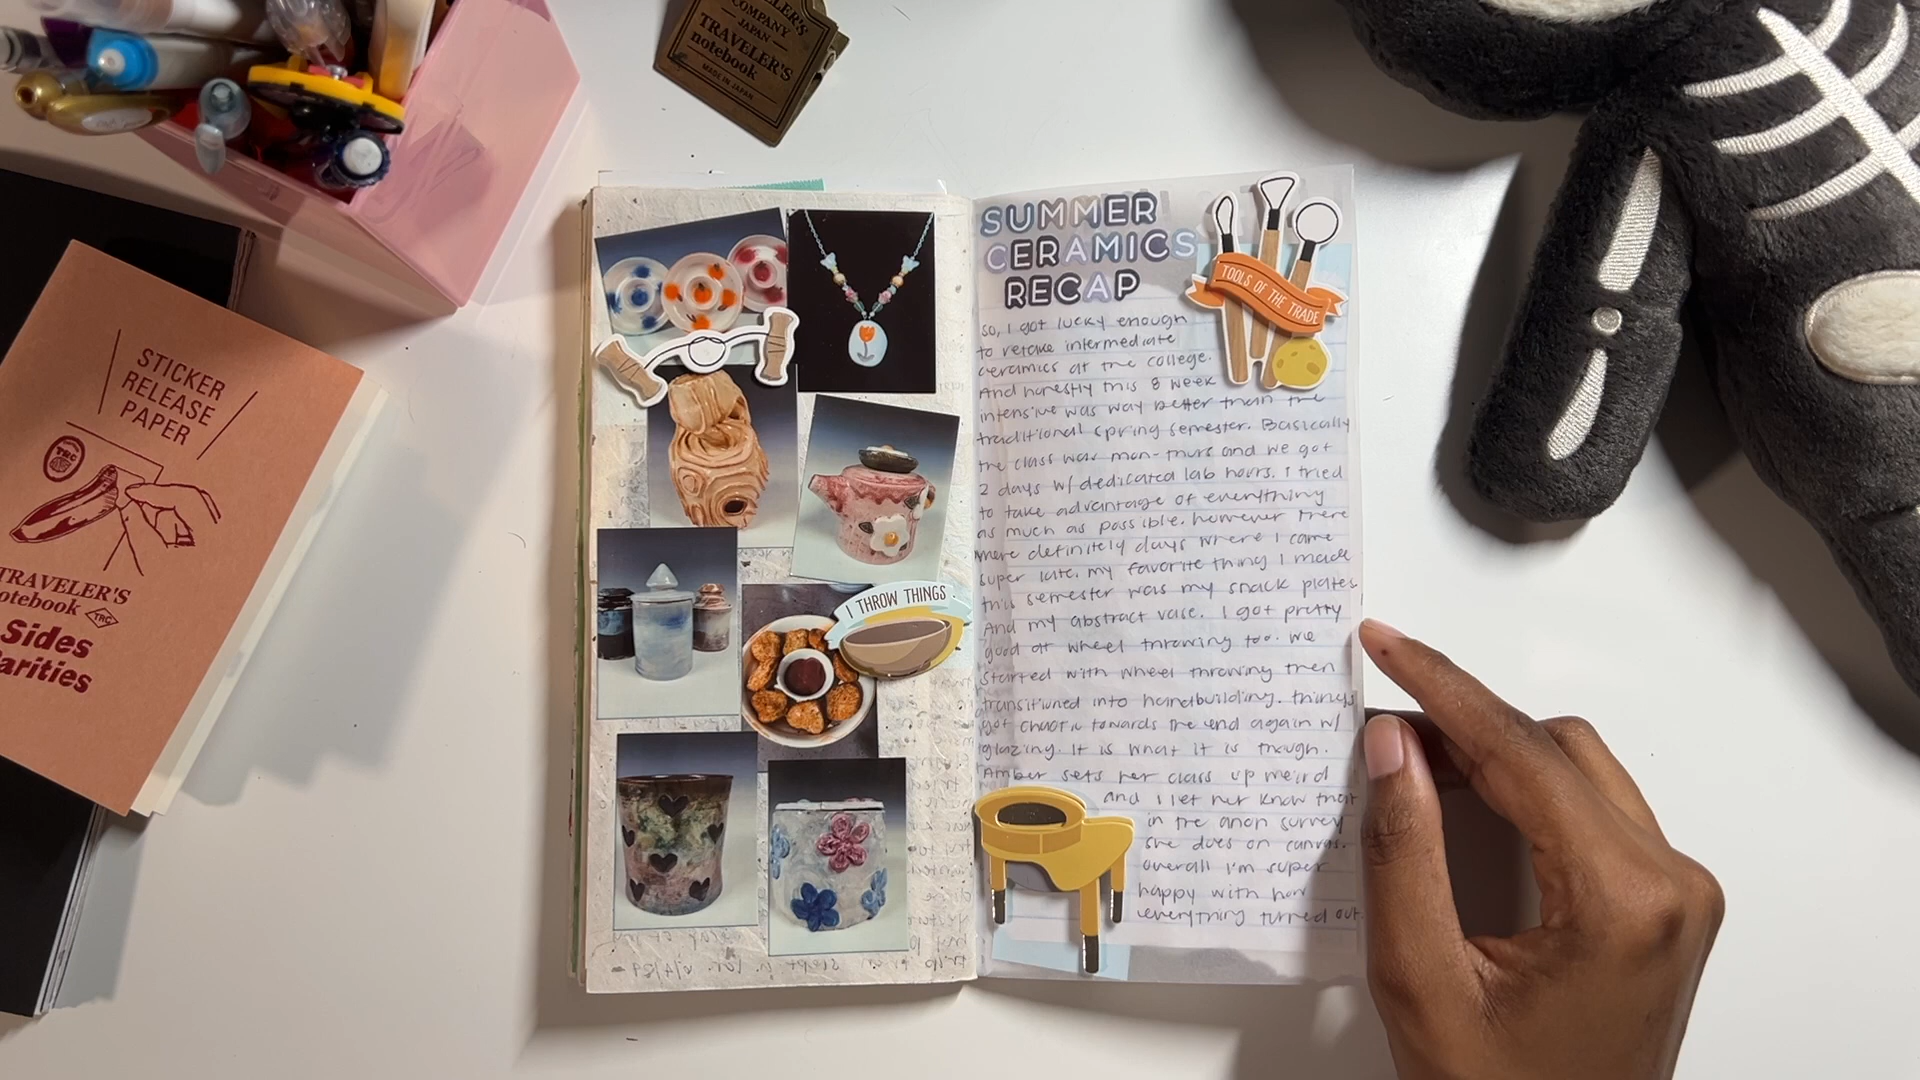 TRAVELER'S
COMPANY
JAPAN
TRAVELER'S
notebook
MADE IN JAPAN
STICKER
RELEASE
PAPER
TRC
TRAVELER'S
notebook
TRC
Sides
Rarities
I THROW THINGS
SUMMER
CERAMICS
RECAP
TOOLS OF THE TRADE
so, I got lucky enough
to retake intermediate
ceramics at the college.
And honestly this 8 week
intensive was way better than the
traditional spring semester. Basically
the class was mon-thurs and we got
2 days w/ dedicated lab hours. I tried
to take advantage of everything
as much as possible. however there
were definitely days where I came
super late. my favorite thing I made
this semester was my snack plates
And my abstract vase. I got pretty
good at wheel throwing too. we
started with wheel throwing then
transitioned into handbuilding. things
got chaotic towards the end again w/
glazing. It is what it is though.
Amber sets her class up weird
and I let her know that
in the anon survey
she does on canvas.
overall I'm super
happy with how
everything turned out.